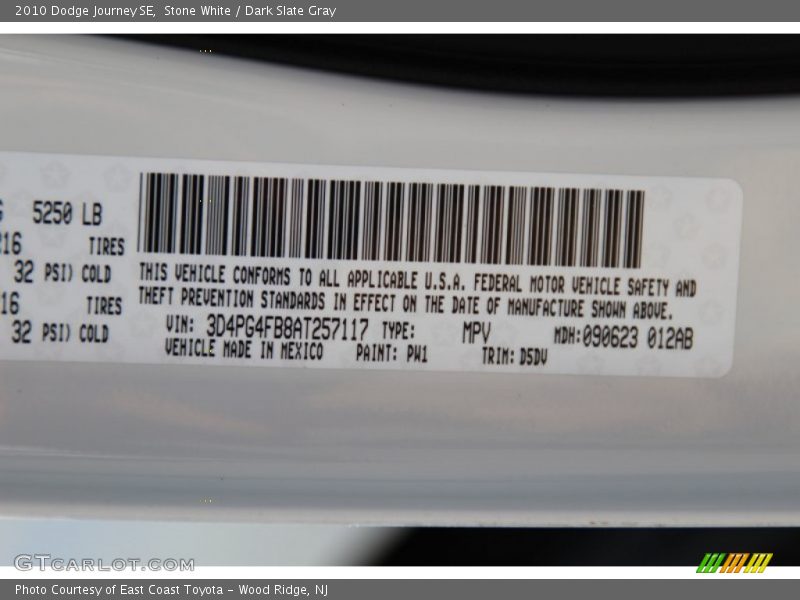 2010 Dodge Journey SE, Stone White / Dark Slate Gray
5250 LB
TIRES
32 PSI) COLD
TIRES
32 PSI) COLD
THIS VEHICLE CONFORMS TO ALL APPLICABLE U.S.A. FEDERAL MOTOR VEHICLE SAFETY AND
THEFT PREVENTION STANDARDS IN EFFECT ON THE DATE OF MANUFACTURE SHOWN ABOVE.
VIN: 3D4PG4FB8AT257117 TYPE: MPV MDH:090623 012AB
VEHICLE MADE IN MEXICO PAINT: PW1 TRIM: D5DV
GTCARLOT.COM
Photo Courtesy of East Coast Toyota - Wood Ridge, NJ